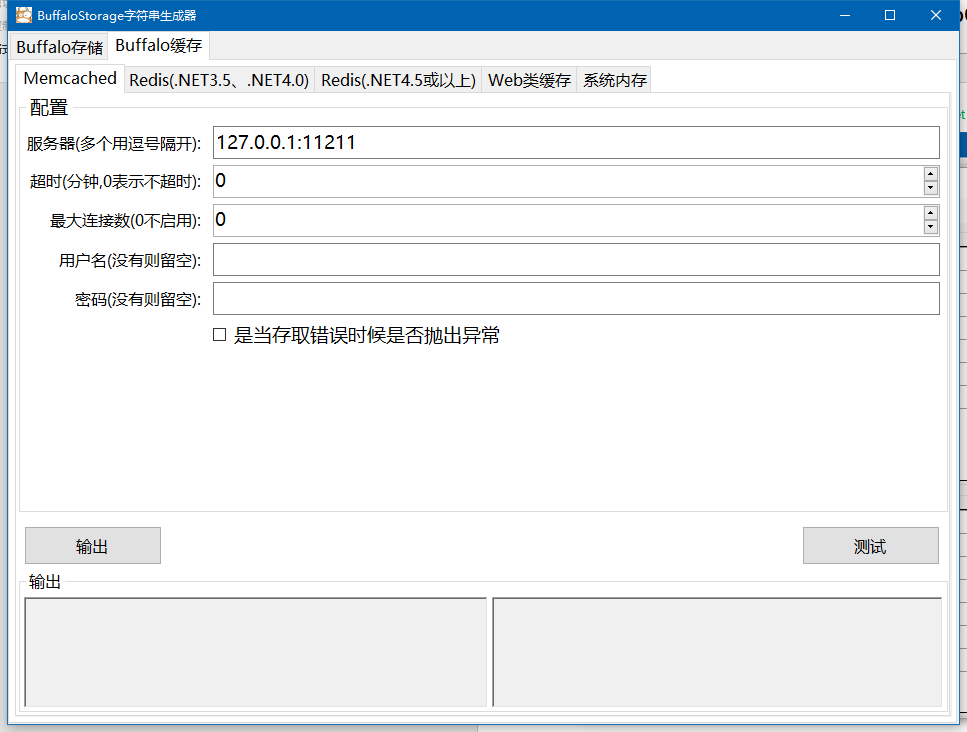 BuffaloStorage字符串生成器
Buffalo存储 Buffalo缓存
Memcached Redis(.NET3.5、.NET4.0) Redis(.NET4.5或以上) Web类缓存 系统内存
配置
服务器(多个用逗号隔开): 127.0.0.1:11211
超时(分钟,0表示不超时): 0
最大连接数(0不启用): 0
用户名(没有则留空):
密码(没有则留空):
是当存取错误时候是否抛出异常
输出 测试
输出